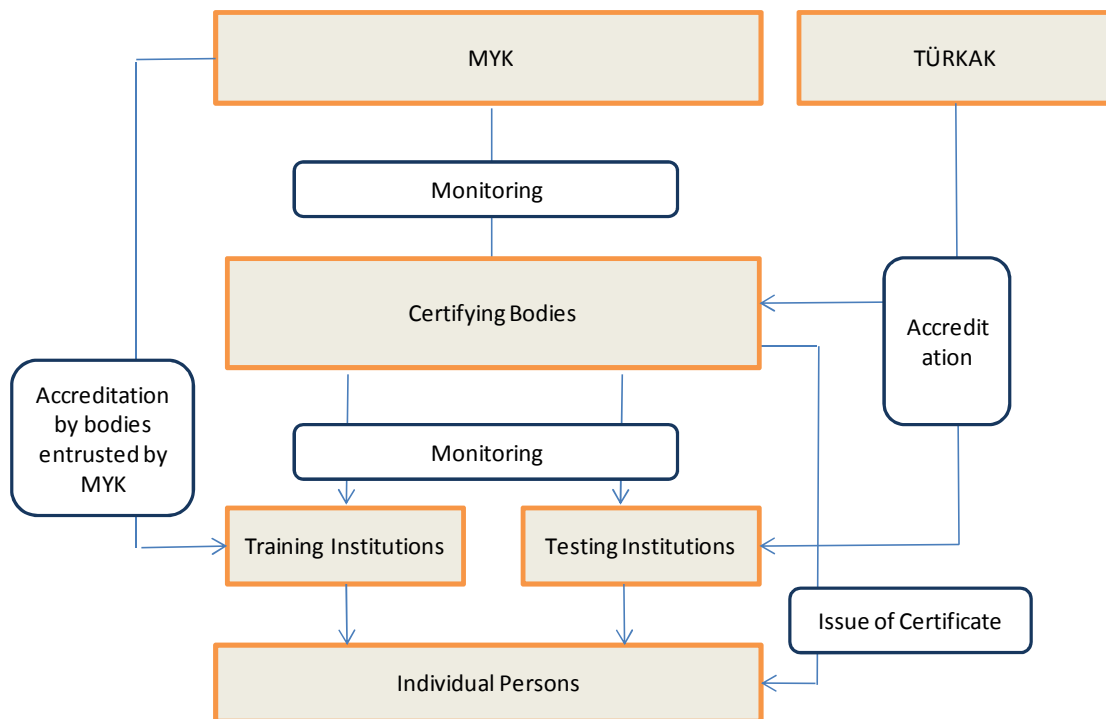 MYK
TÜRKAK
Monitoring
Certifying Bodies
Accredit
ation
Accreditation
by bodies
entrusted by
MYK
Monitoring
Training Institutions
Testing Institutions
Issue of Certificate
Individual Persons